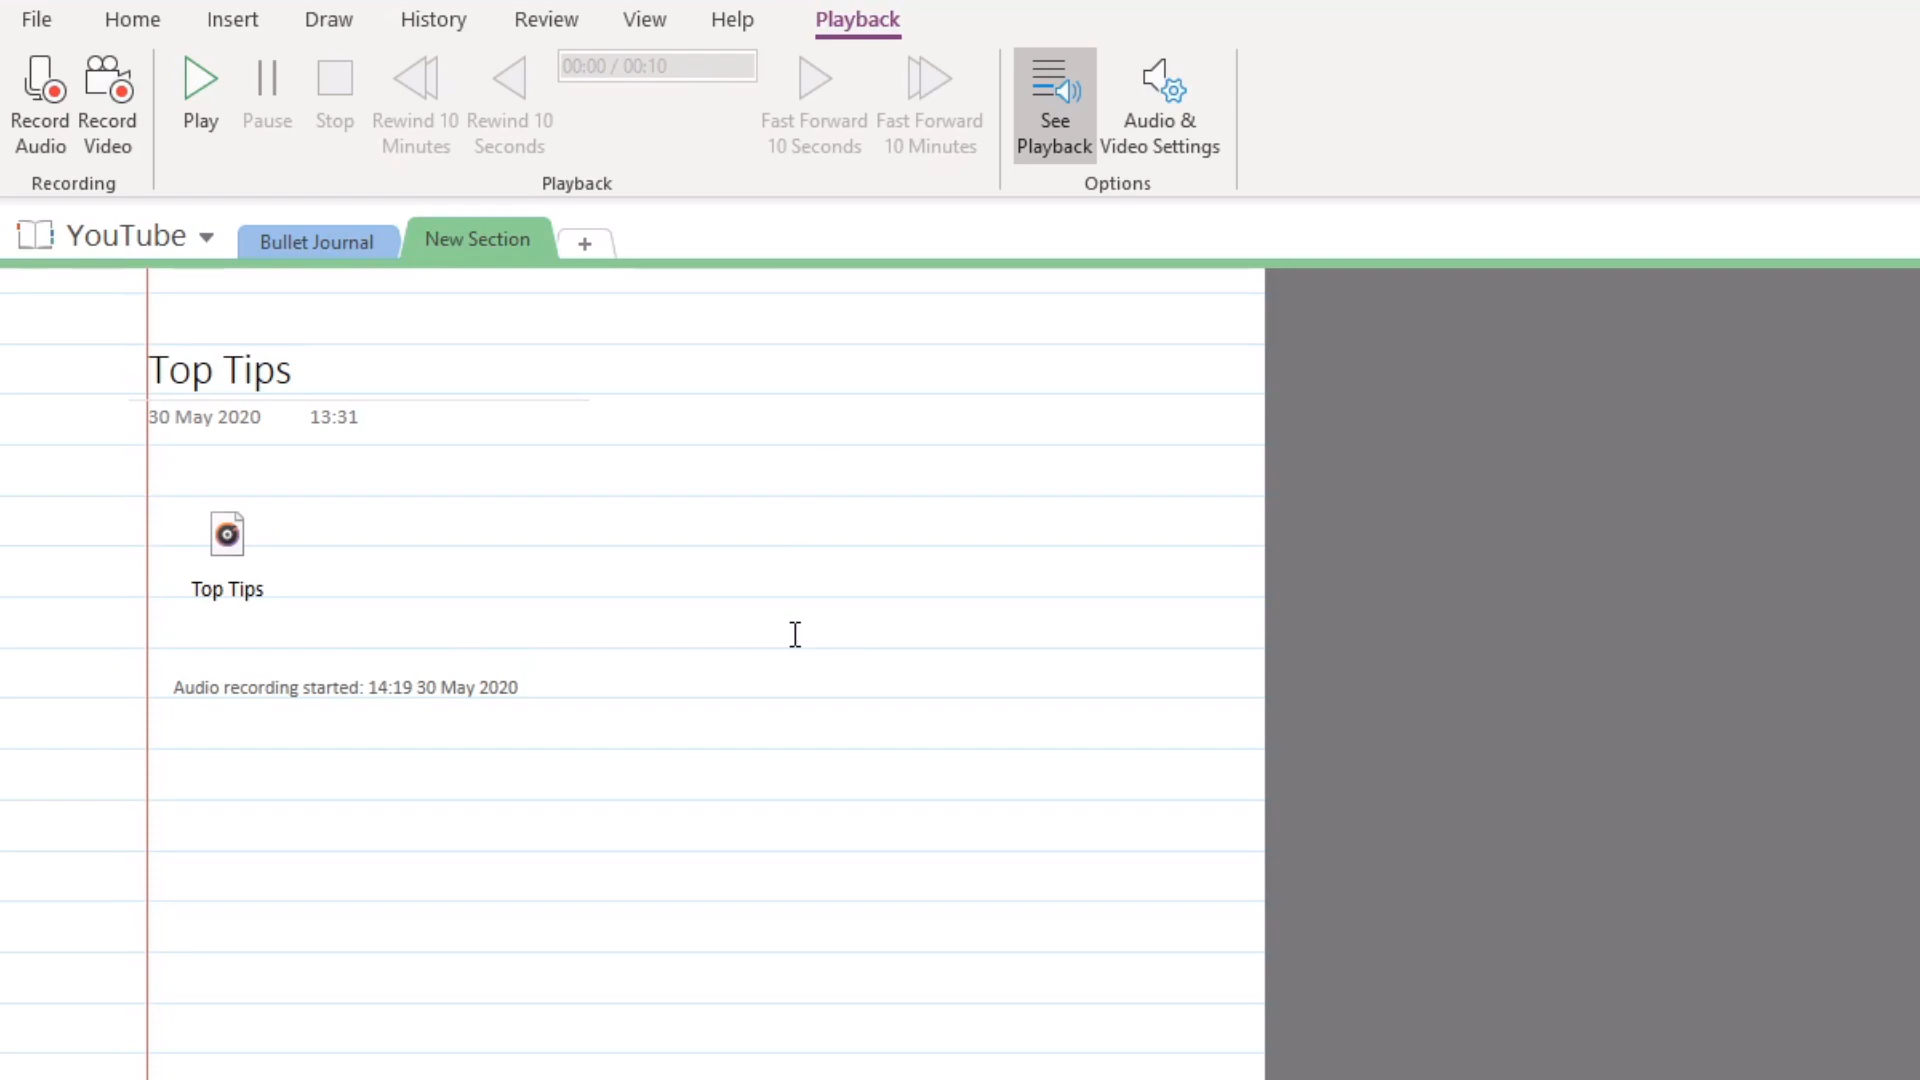 File Home Insert Draw History Review View Help Playback
Record Audio
Record Video
Play
Pause
Stop
Rewind 10 Minutes
Rewind 10 Seconds
00:00 / 00:10
Fast Forward 10 Seconds
Fast Forward 10 Minutes
See Playback
Audio & Video Settings
Recording Playback Options
YouTube Bullet Journal New Section +
Top Tips
30 May 2020 13:31
Top Tips
Audio recording started: 14:19 30 May 2020